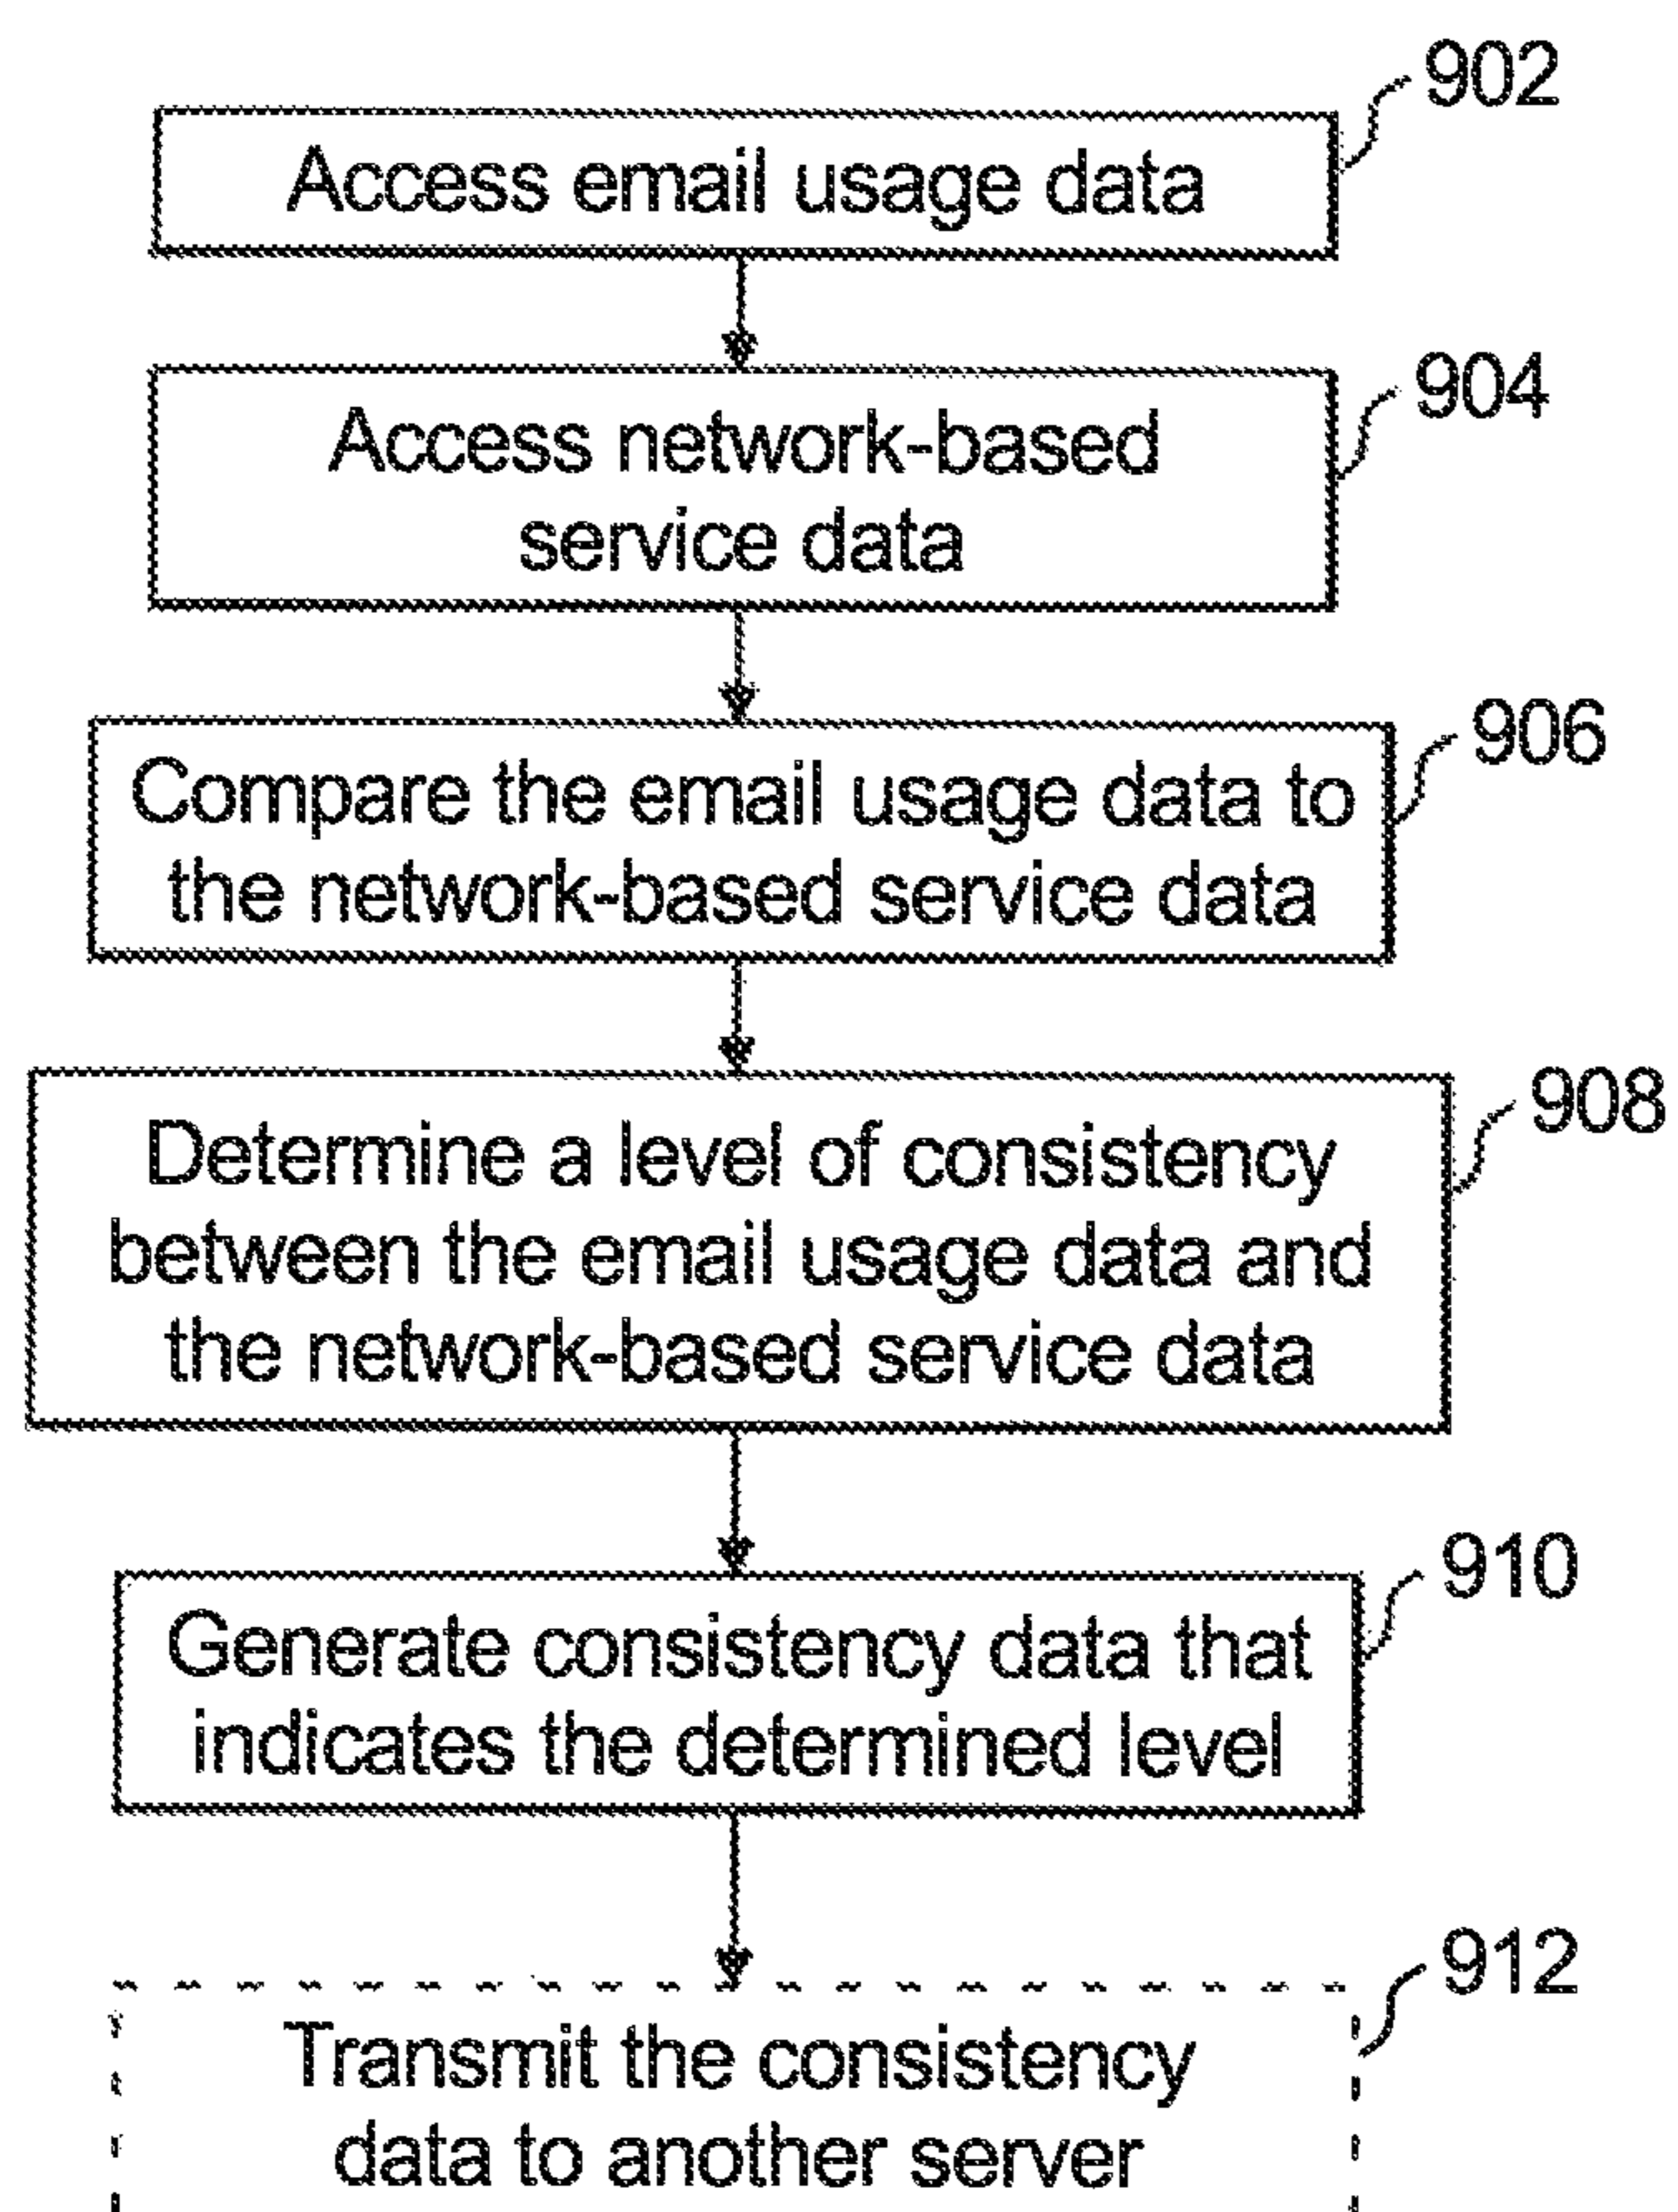 902
Access email usage data
904
Access network-based
service data
906
Compare the email usage data to
the network-based service data
908
Determine a level of consistency
between the email usage data and
the network-based service data
910
Generate consistency data that
indicates the determined level
912
Transmit the consistency
data to another server